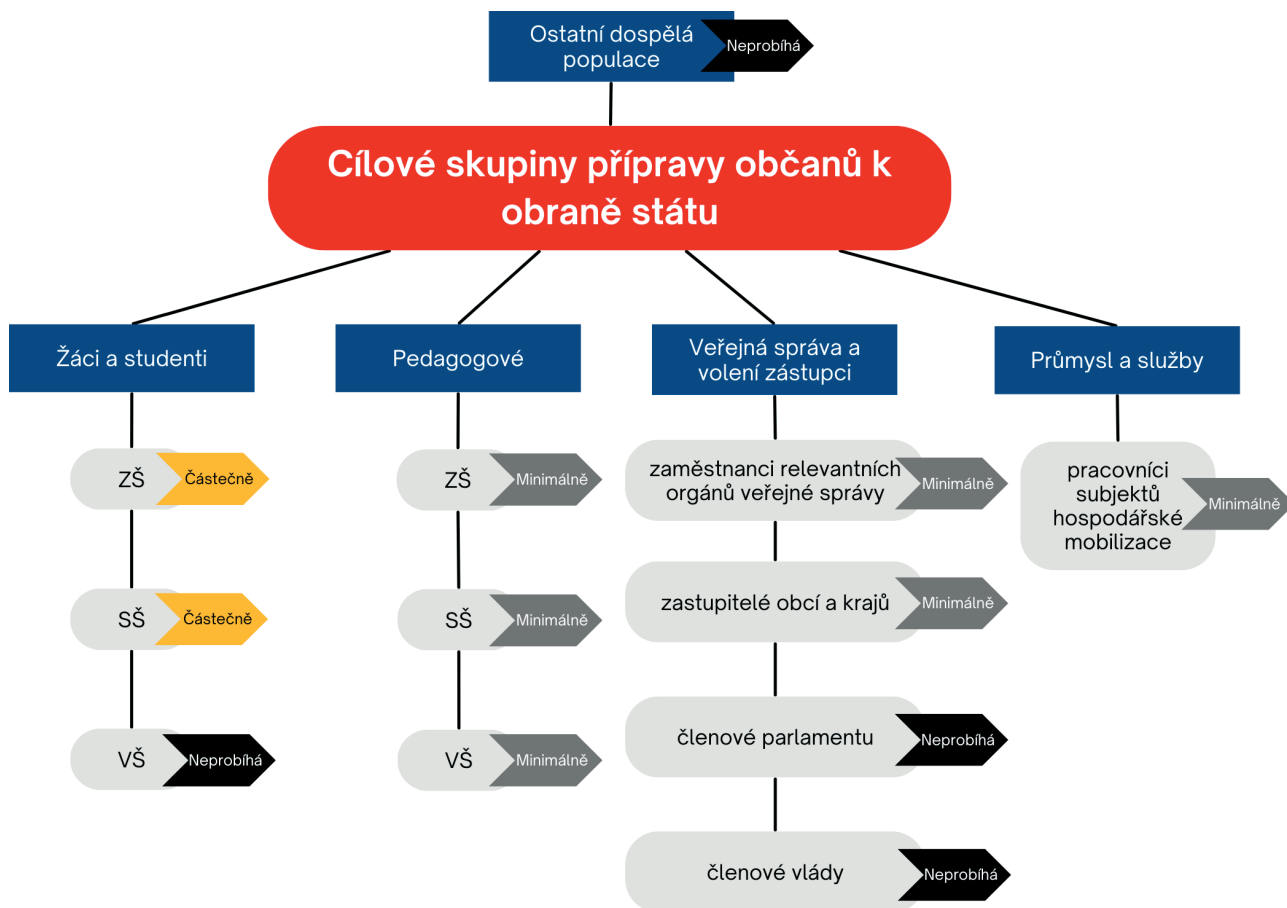 Ostatní dospělá
populace
Neprobíhá
Cílové skupiny přípravy občanů k
obraně státu
Žáci a studenti
ZŠ
Částečně
SŠ
Částečně
VŠ
Neprobíhá
Pedagogové
ZŠ
Minimálně
SŠ
Minimálně
VŠ
Minimálně
Veřejná správa a
volení zástupci
zaměstnanci relevantních
orgánů veřejné správy
Minimálně
zastupitelé obcí a krajů
Minimálně
členové parlamentu
Neprobíhá
členové vlády
Neprobíhá
Průmysl a služby
pracovníci
subjektů
hospodářské
mobilizace
Minimálně